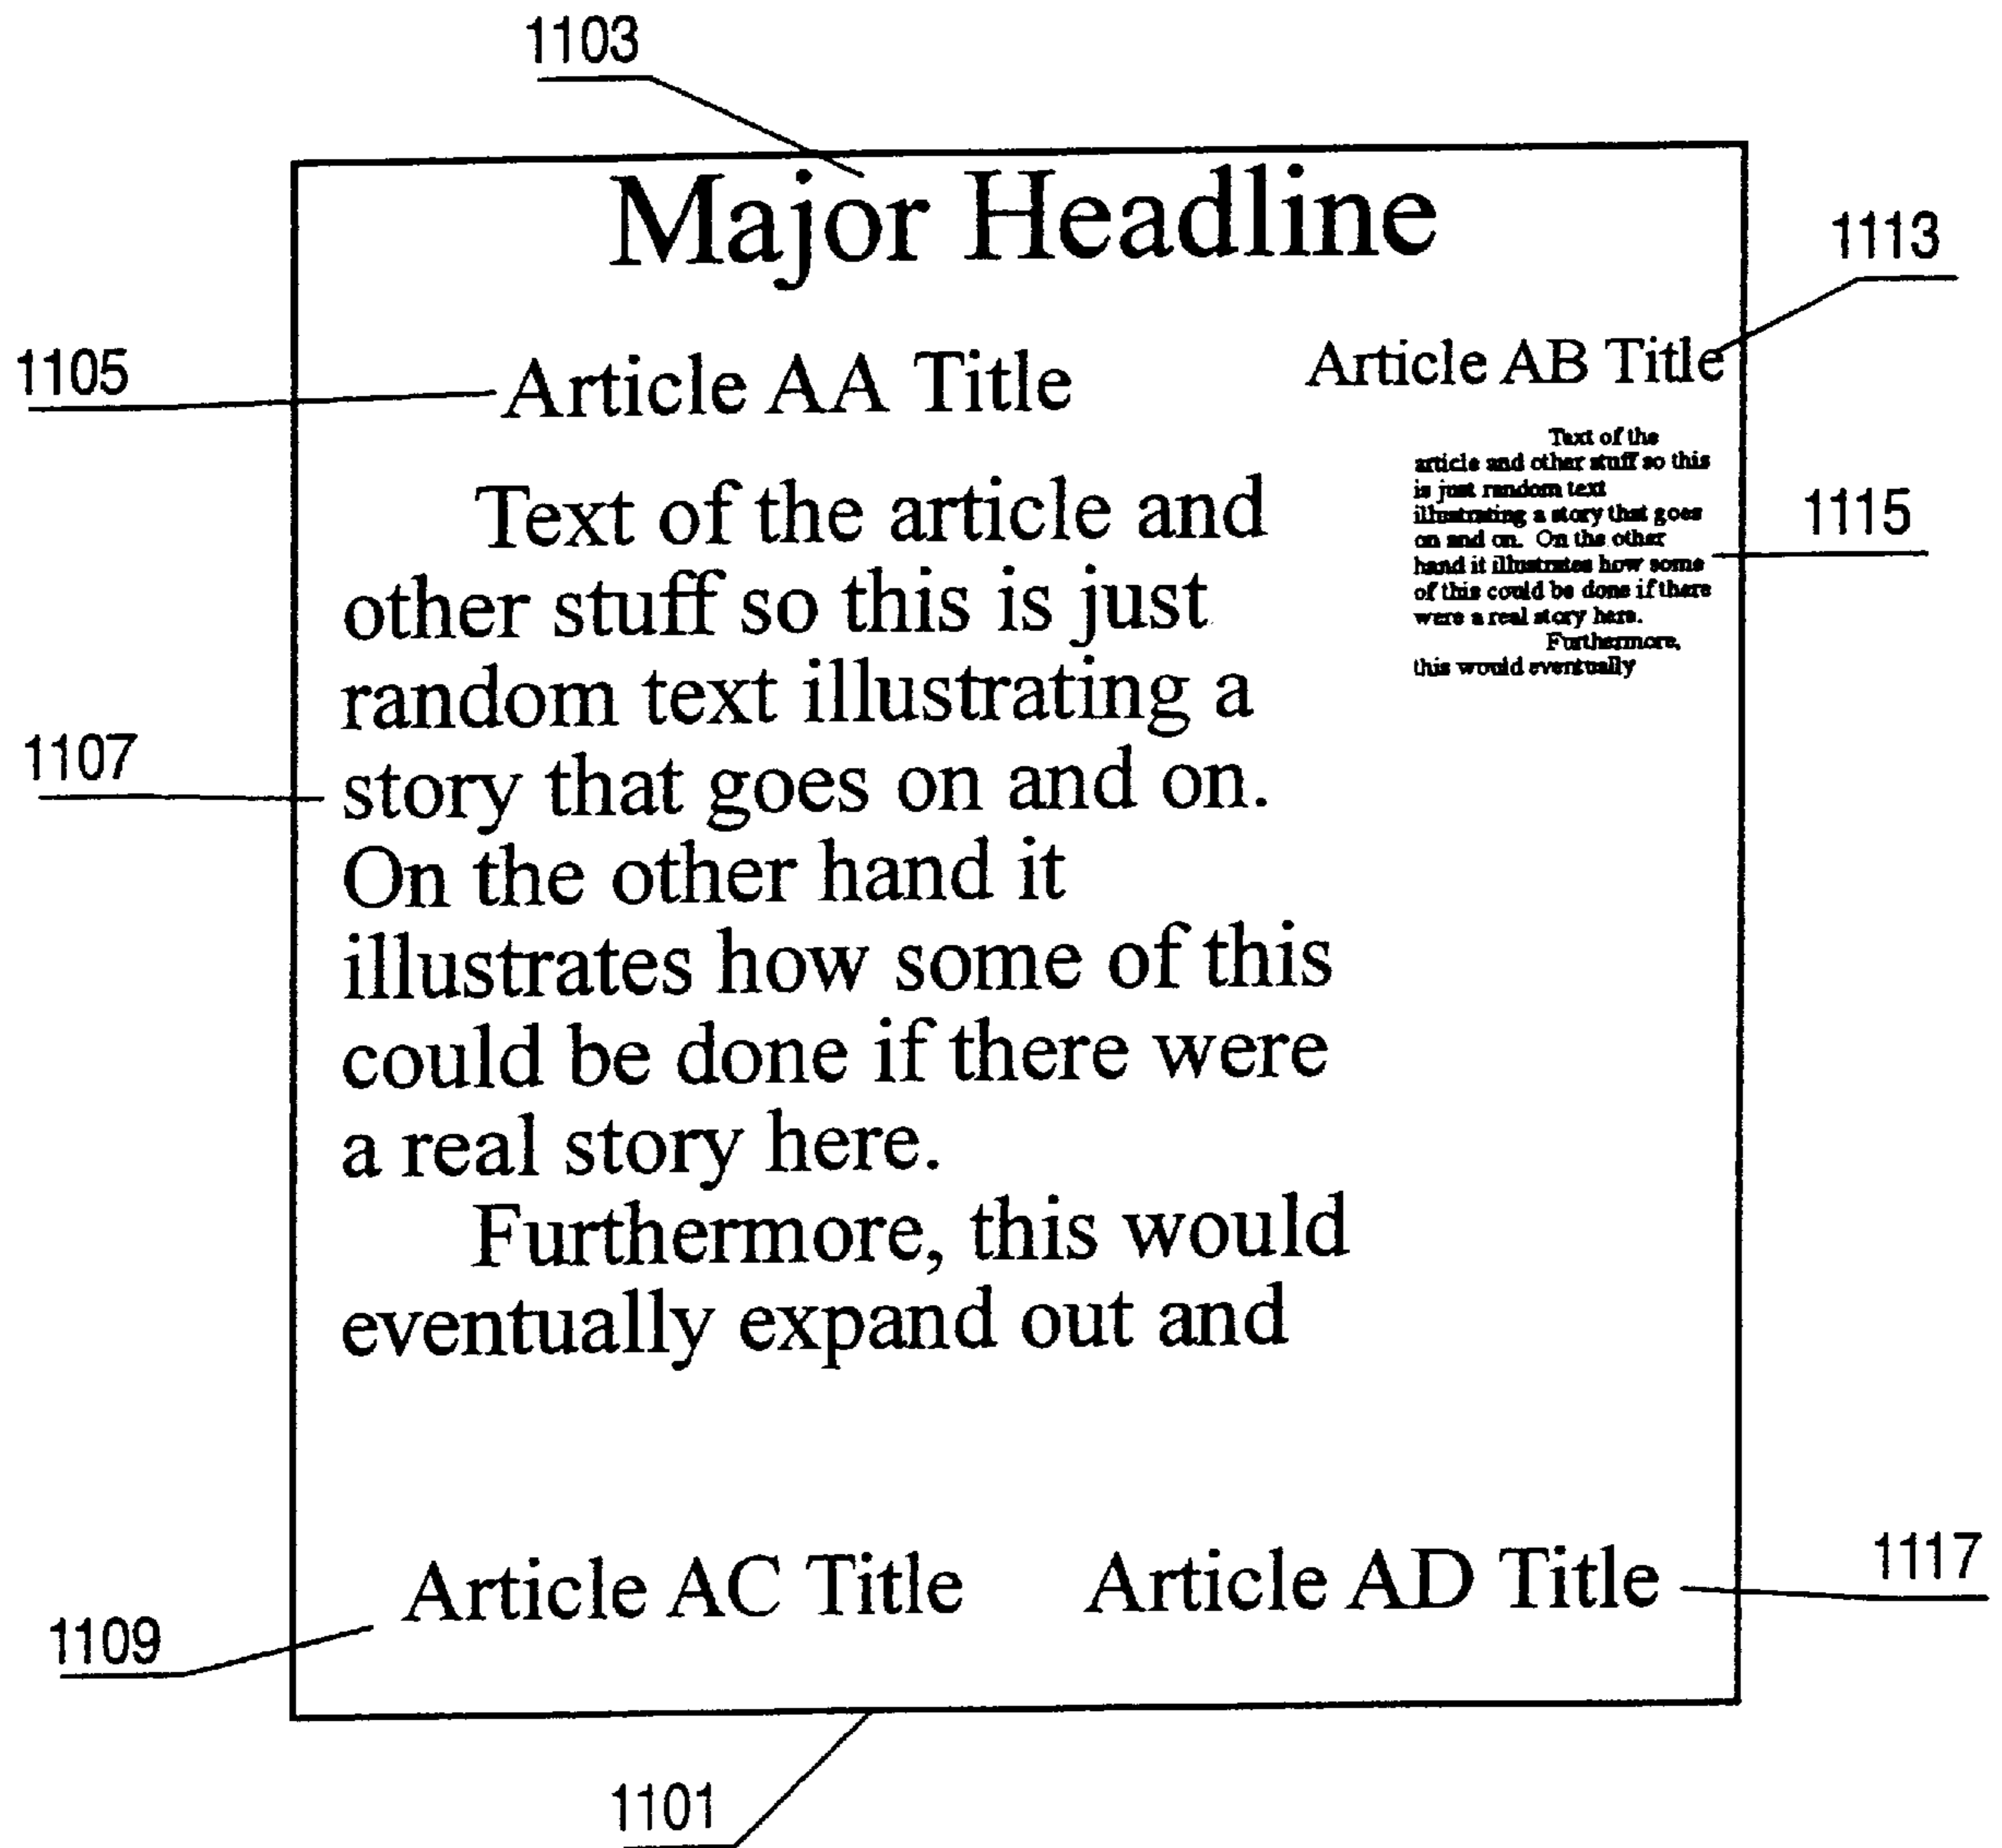 1103
Major Headline
1113
1105
Article AA Title
Article AB Title
Text of the article and
other stuff so this is just
random text illustrating a
story that goes on and on.
On the other hand it
illustrates how some of this
could be done if there were
a real story here.
Furthermore, this would
eventually expand out and
1107
Text of the
article and other stuff so this
is just random text
illustrating a story that goes
on and on. On the other
hand it illustrates how some
of this could be done if there
were a real story here.
Furthermore,
this would eventually
1115
Article AC Title
Article AD Title
1117
1109
1101